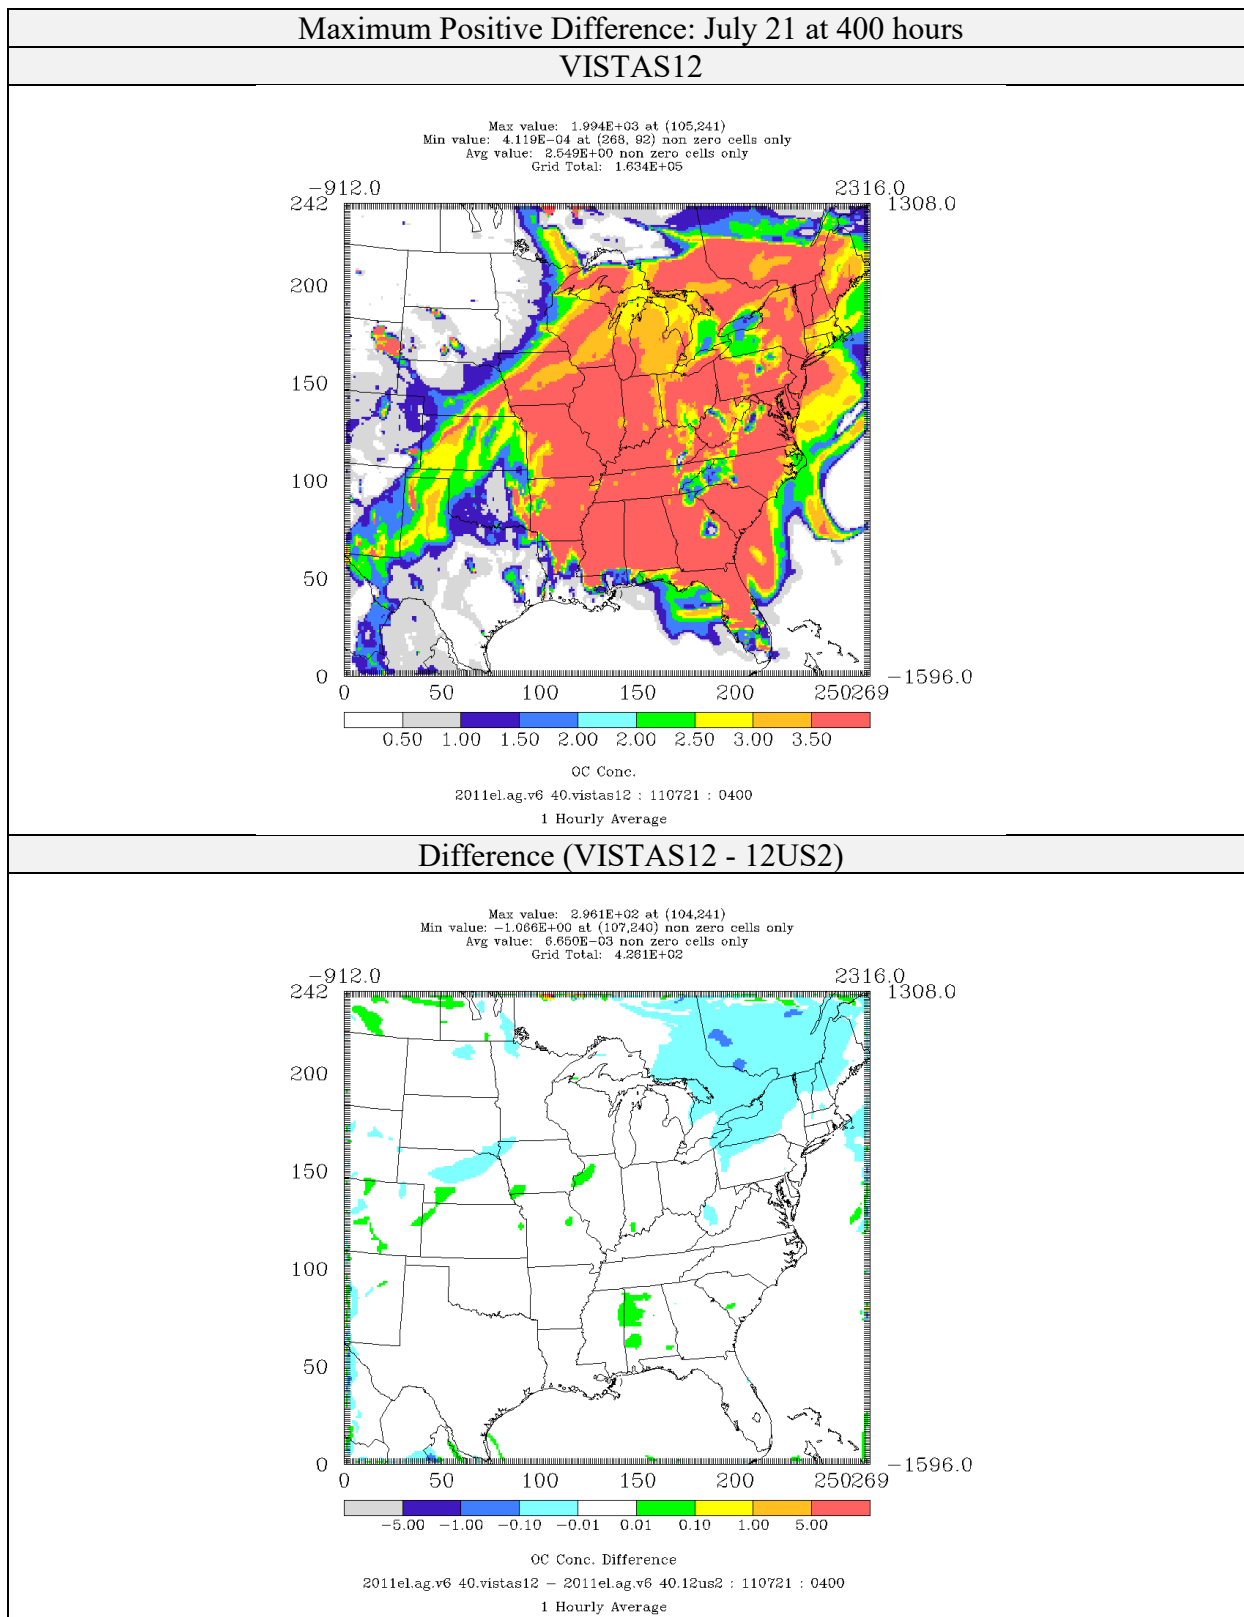 Maximum Positive Difference: July 21 at 400 hours
VISTAS12
Max value: 1.994E+03 at (105,241)
Min value: 4.119E-04 at (268, 92) non zero cells only
Avg value: 2.549E+00 non zero cells only
Grid Total: 1.634E+05
-912.0 2316.0
242 1308.0
200
150
100
50
0 -1596.0
0 50 100 150 200 250269
0.50 1.00 1.50 2.00 2.00 2.50 3.00 3.50
OC Conc.
2011el.ag.v6 40.vistas12 : 110721 : 0400
1 Hourly Average
Difference (VISTAS12 - 12US2)
Max value: 2.961E+02 at (104,241)
Min value: -1.066E+00 at (107,240) non zero cells only
Avg value: 6.650E-03 non zero cells only
Grid Total: 4.261E+02
-912.0 2316.0
242 1308.0
200
150
100
50
0 -1596.0
0 50 100 150 200 250269
-5.00 -1.00 -0.10 -0.01 0.01 0.10 1.00 5.00
OC Conc. Difference
2011el.ag.v6 40.vistas12 - 2011el.ag.v6 40.12us2 : 110721 : 0400
1 Hourly Average